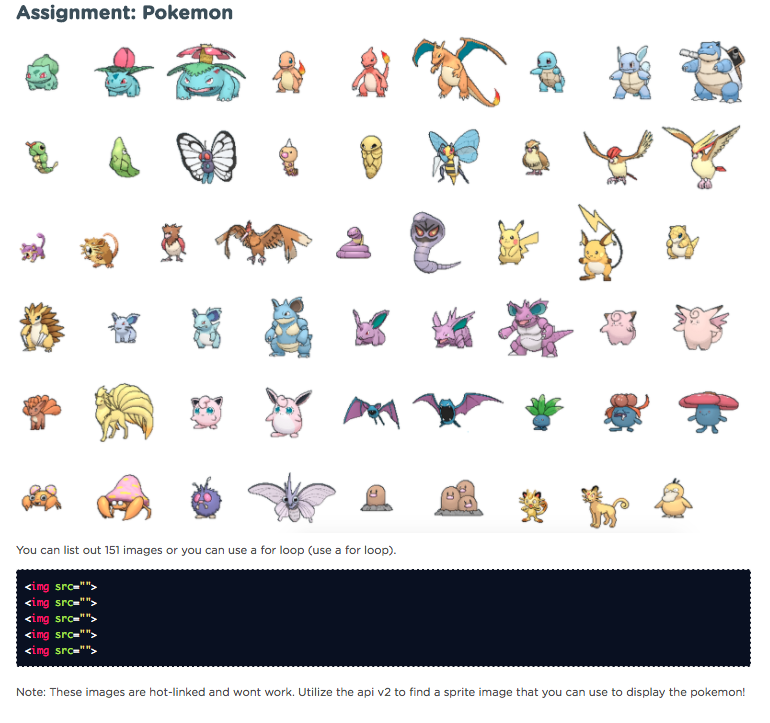 Assignment: Pokemon
You can list out 151 images or you can use a for loop (use a for loop).
<img src="">
<img src="">
<img src="">
<img src="">
<img src="">
Note: These images are hot-linked and wont work. Utilize the api v2 to find a sprite image that you can use to display the pokemon!